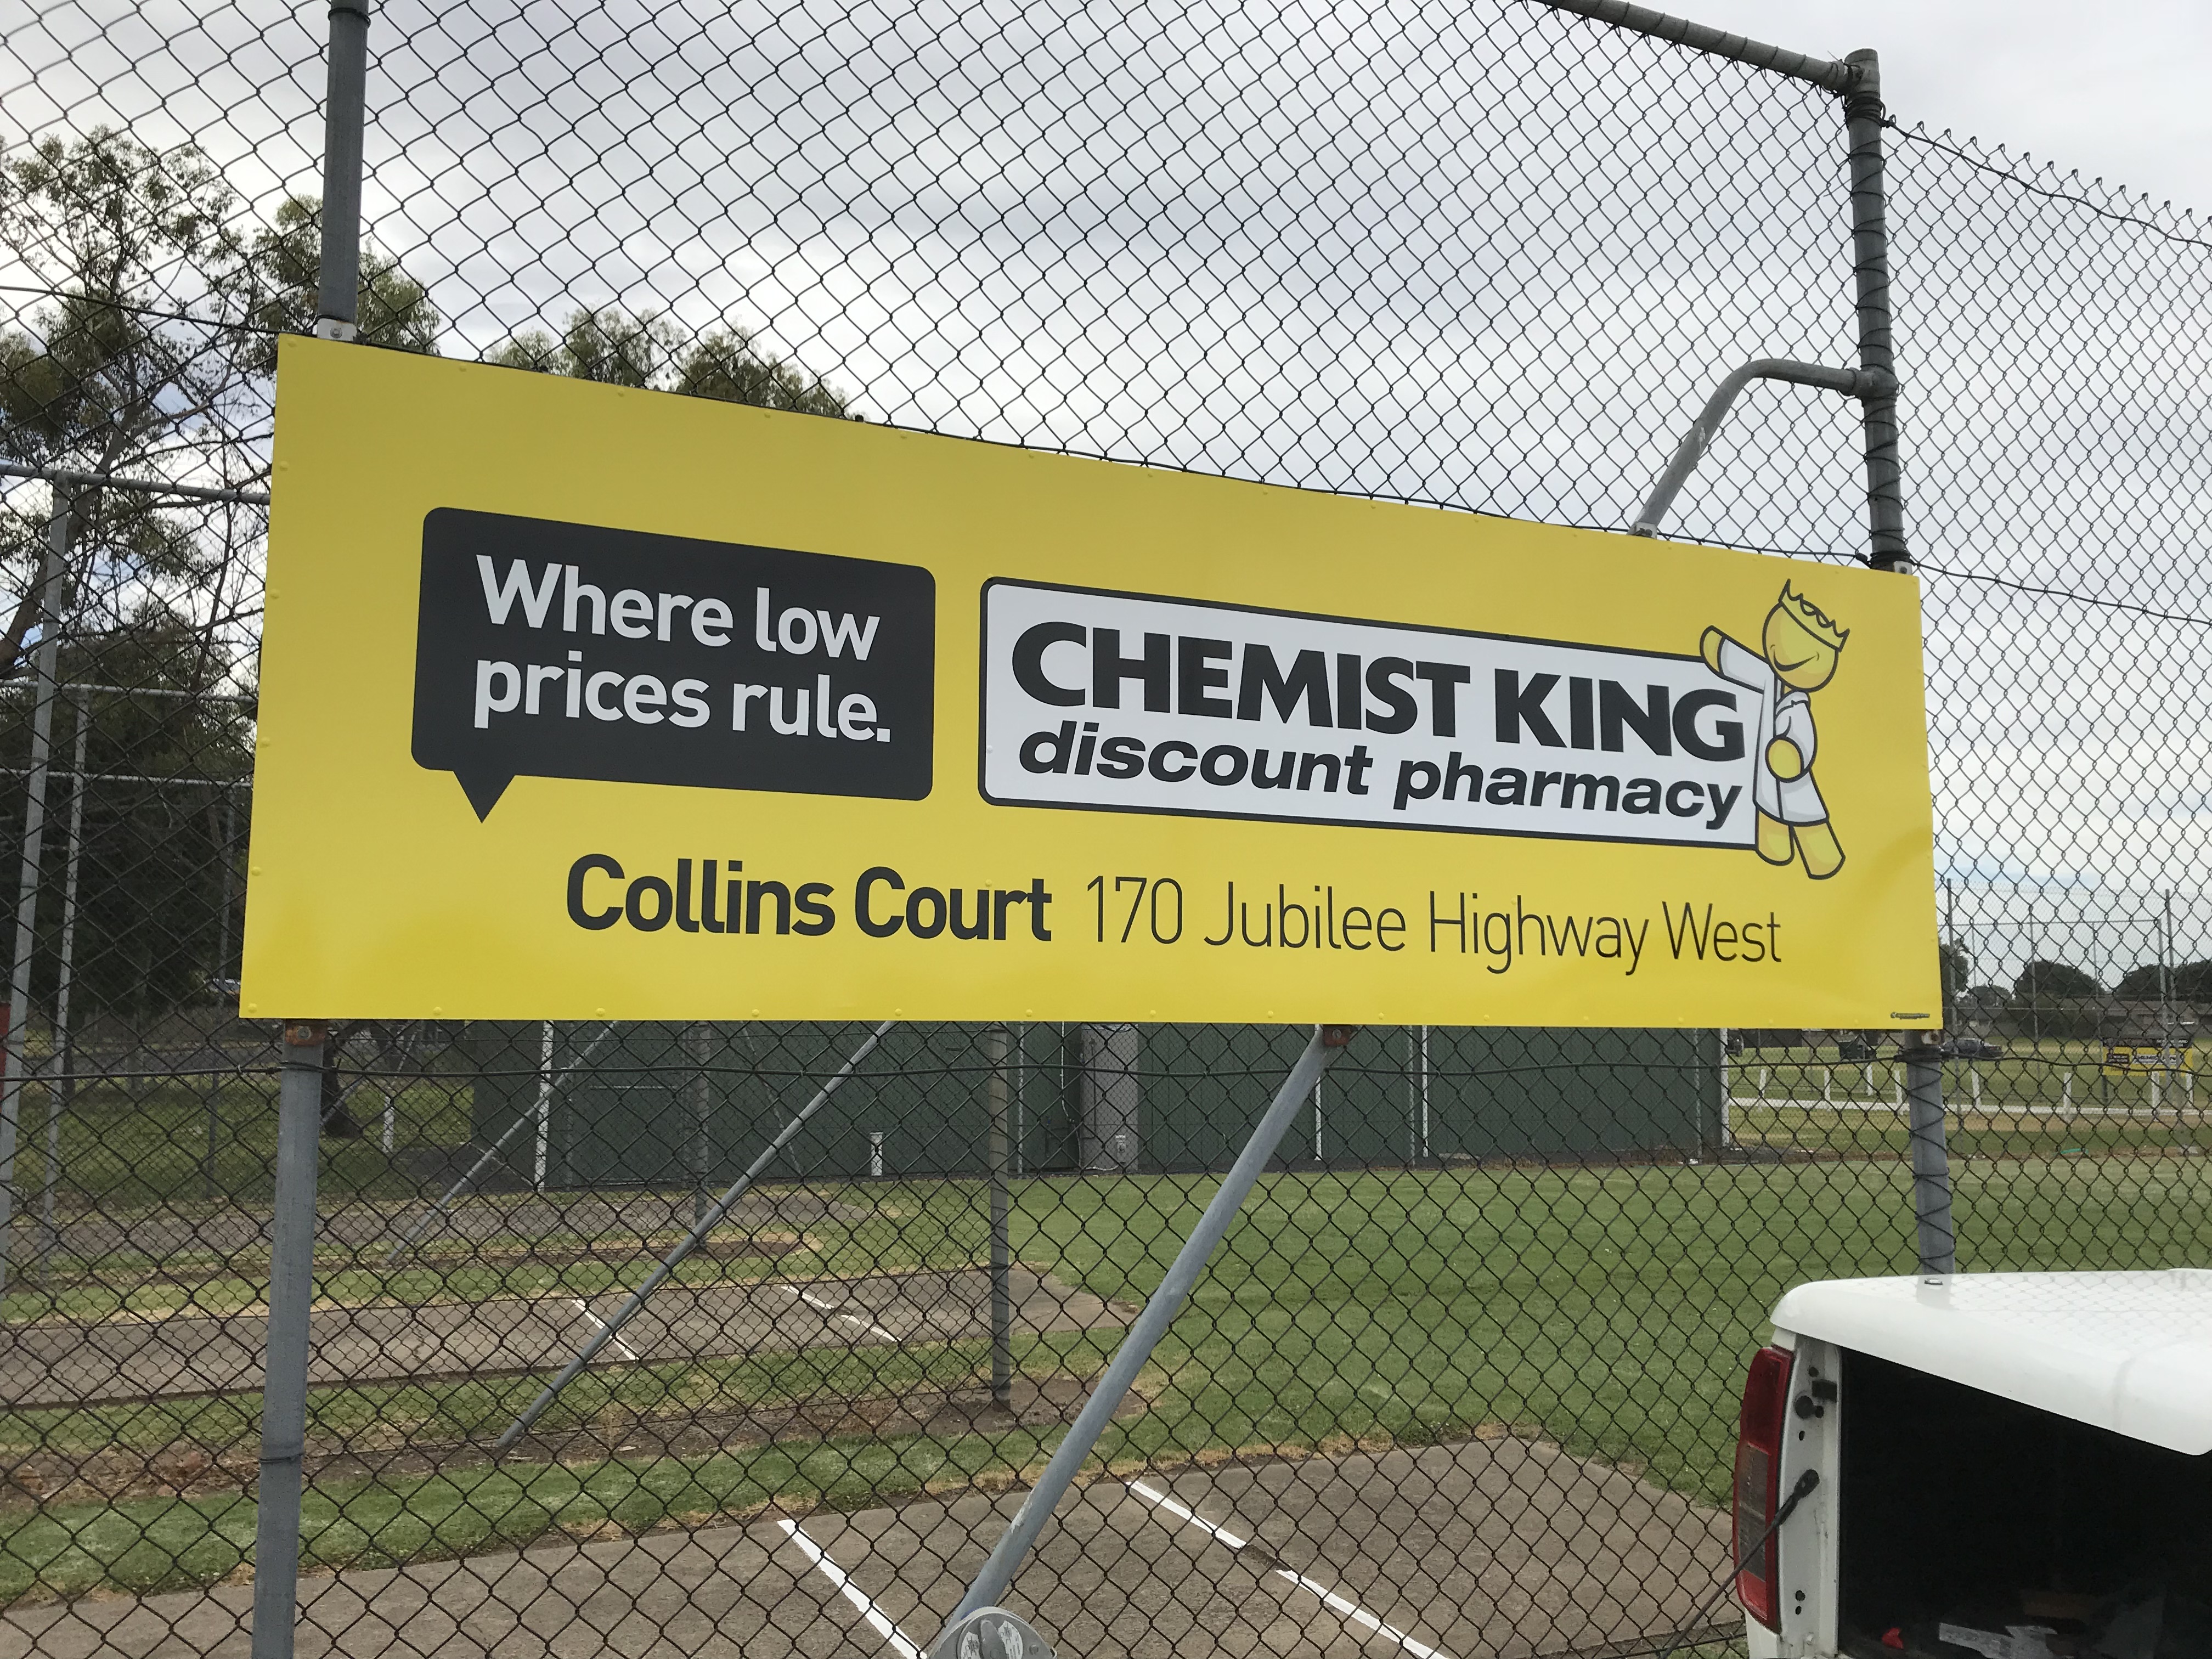 Where low
prices rule.
CHEMIST KING
discount pharmacy
Collins Court 170 Jubilee Highway West